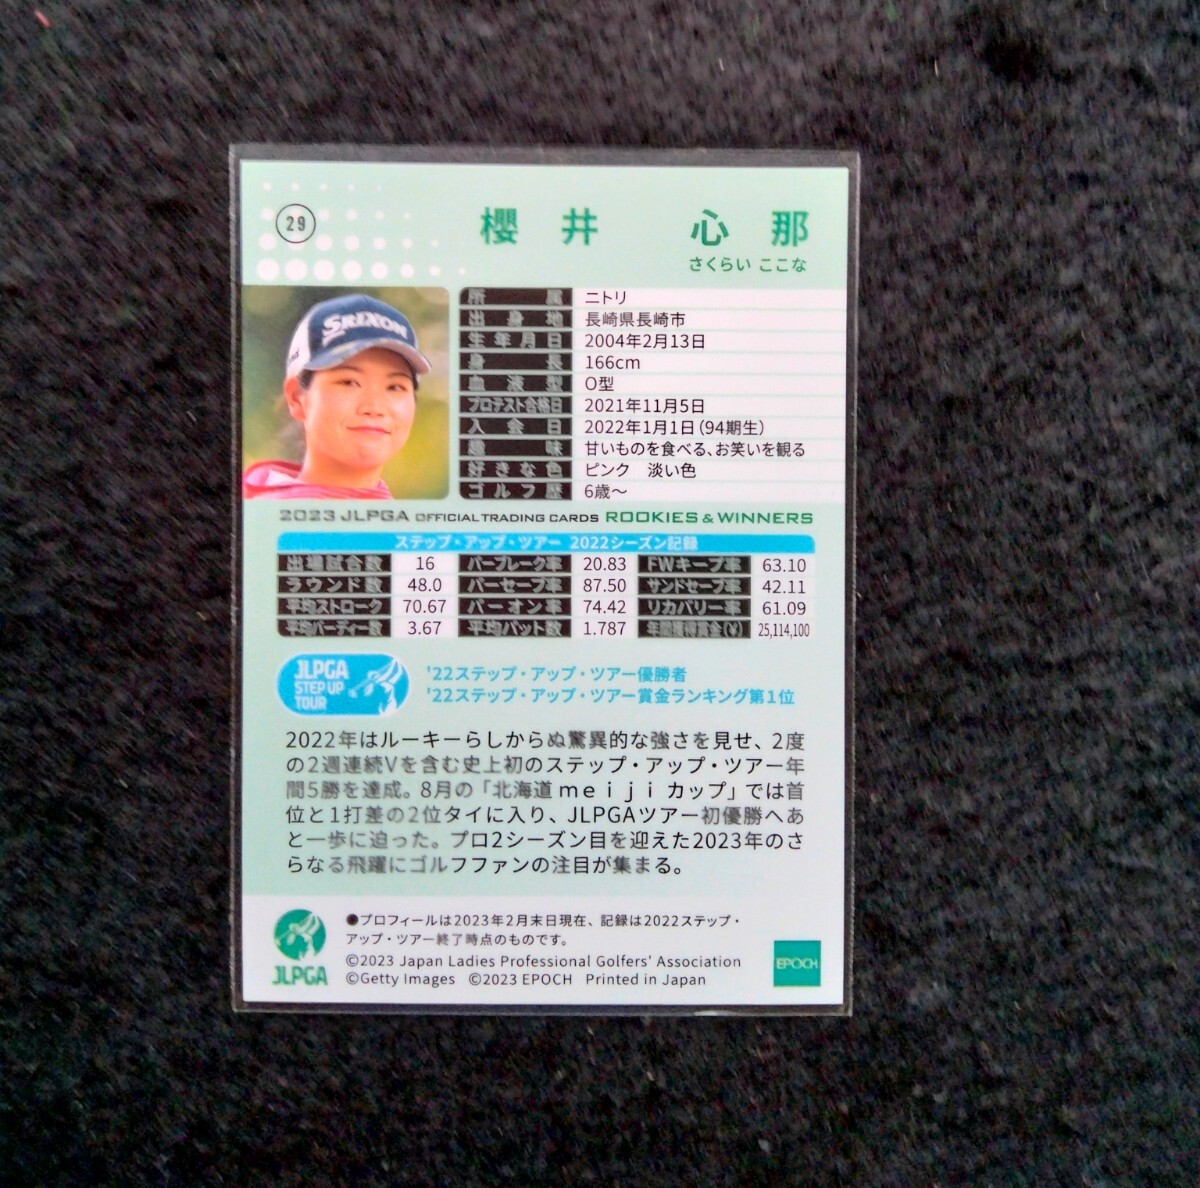 29
櫻井 心那
さくらい ここな
SRIXON
所属 ニトリ
出身地 長崎県長崎市
生年月日 2004年2月13日
身長 166cm
血液型 O型
プロテスト合格日 2021年11月5日
入会日 2022年1月1日(94期生)
趣味 甘いものを食べる、お笑いを観る
好きな色 ピンク 淡い色
ゴルフ歴 6歳〜
2023 JLPGA OFFICIAL TRADING CARDS ROOKIES & WINNERS
ステップ・アップ・ツアー 2022シーズン記録
出場試合数 16 パーブレーク率 20.83 FWキープ率 63.10
ラウンド数 48.0 パーセーブ率 87.50 サンドセーブ率 42.11
平均ストローク 70.67 パーオン率 74.42 リカバリー率 61.09
平均バーディー数 3.67 平均パット数 1.787 年間獲得賞金(¥) 25,114,100
JLPGA
STEP UP
TOUR
'22ステップ・アップ・ツアー優勝者
'22ステップ・アップ・ツアー賞金ランキング第1位
2022年はルーキーらしからぬ驚異的な強さを見せ、2度
の2週連続Vを含む史上初のステップ・アップ・ツアー年
間5勝を達成。8月の「北海道ｍｅｉｊｉカップ」では首
位と1打差の2位タイに入り、JLPGAツアー初優勝へあ
と一歩に迫った。プロ2シーズン目を迎えた2023年のさ
らなる飛躍にゴルフファンの注目が集まる。
JLPGA
●プロフィールは2023年2月末日現在、記録は2022ステップ・
アップ・ツアー終了時点のものです。
©2023 Japan Ladies Professional Golfers' Association
©Getty Images ©2023 EPOCH Printed in Japan
EPOCH